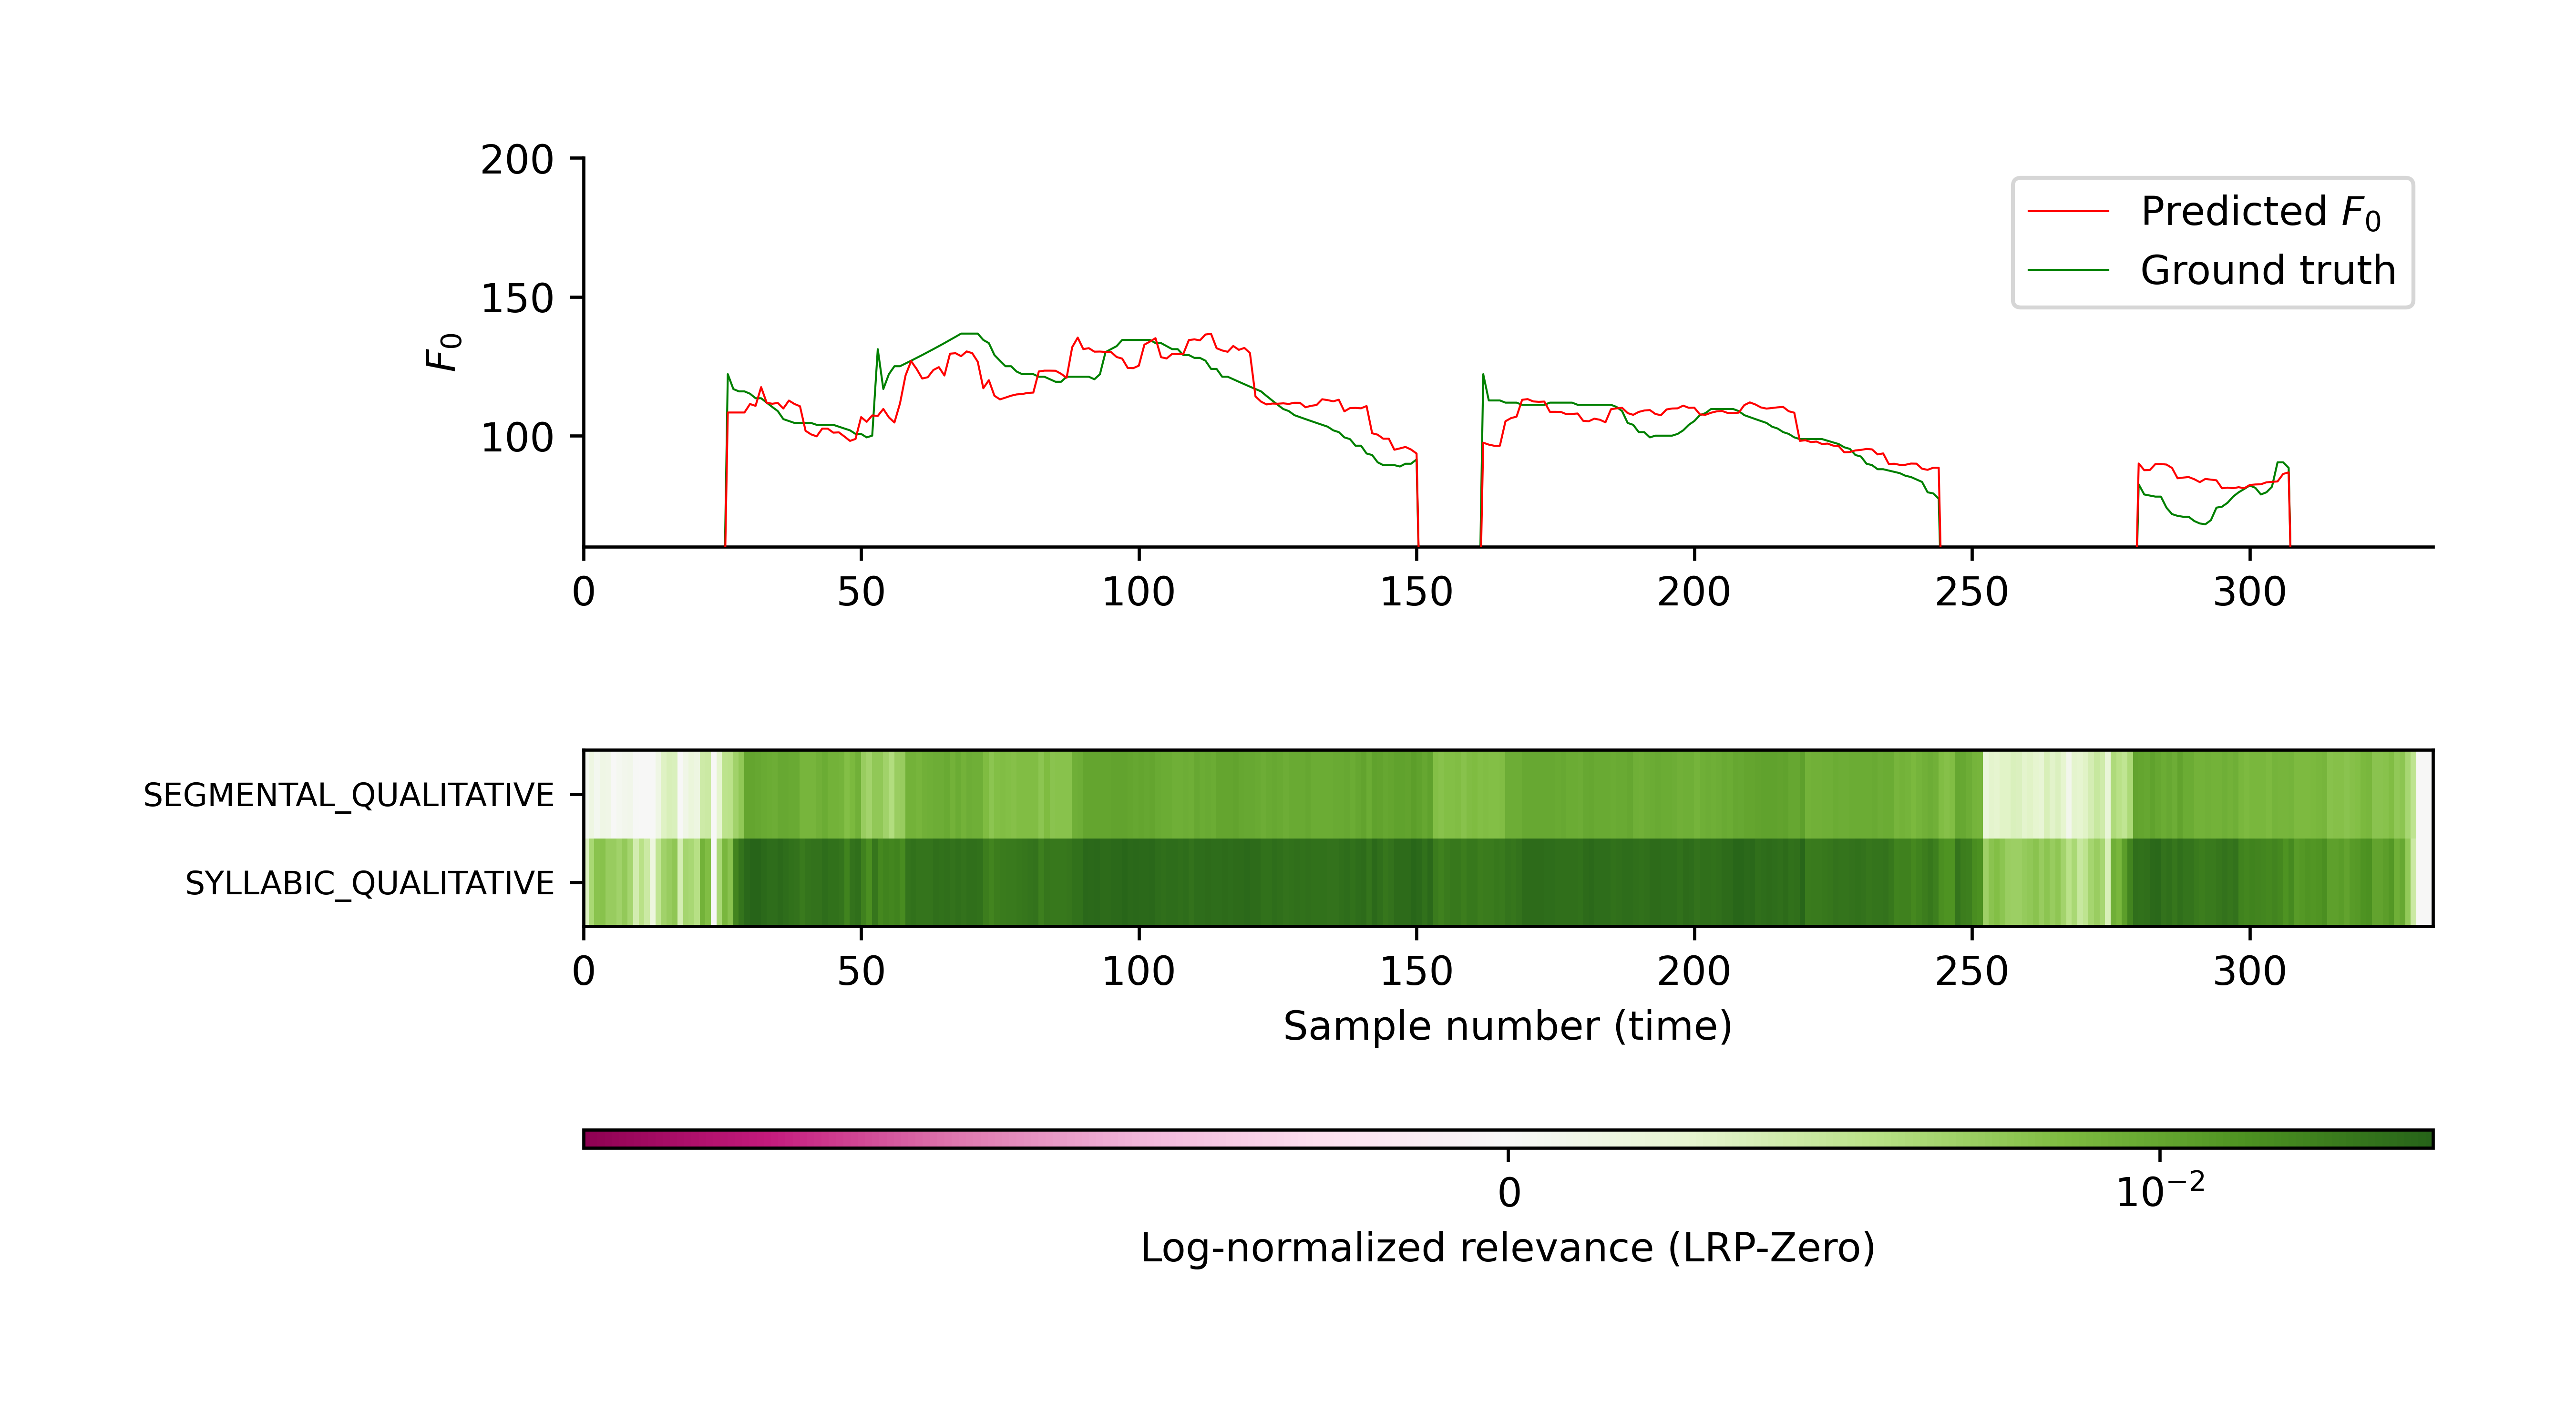 200
150
100
F₀
Predicted F₀
Ground truth
0 50 100 150 200 250 300
SEGMENTAL_QUALITATIVE
SYLLABIC_QUALITATIVE
0 50 100 150 200 250 300
Sample number (time)
0 10⁻²
Log-normalized relevance (LRP-Zero)